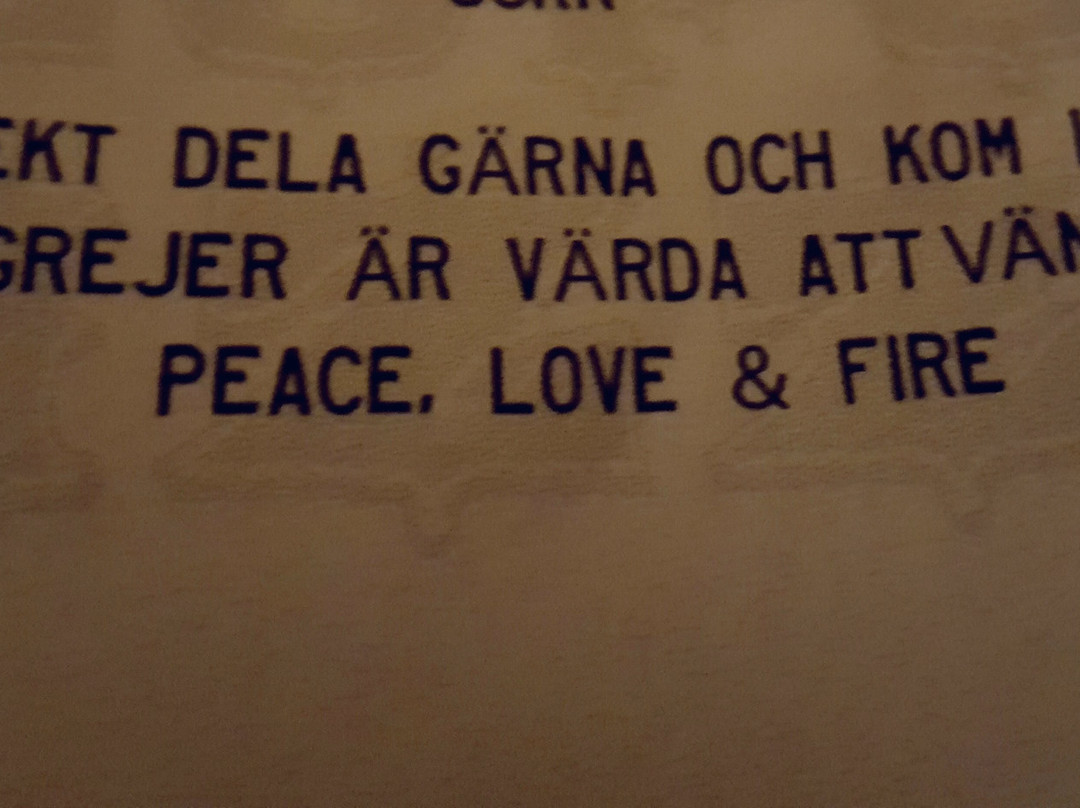 DELA GÄRNA OCH KOM
GREJER ÄR VÄRDA ATT
PEACE, LOVE & FIRE